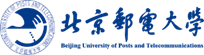 北京郵電大學
Beijing University of Posts and Telecommunications